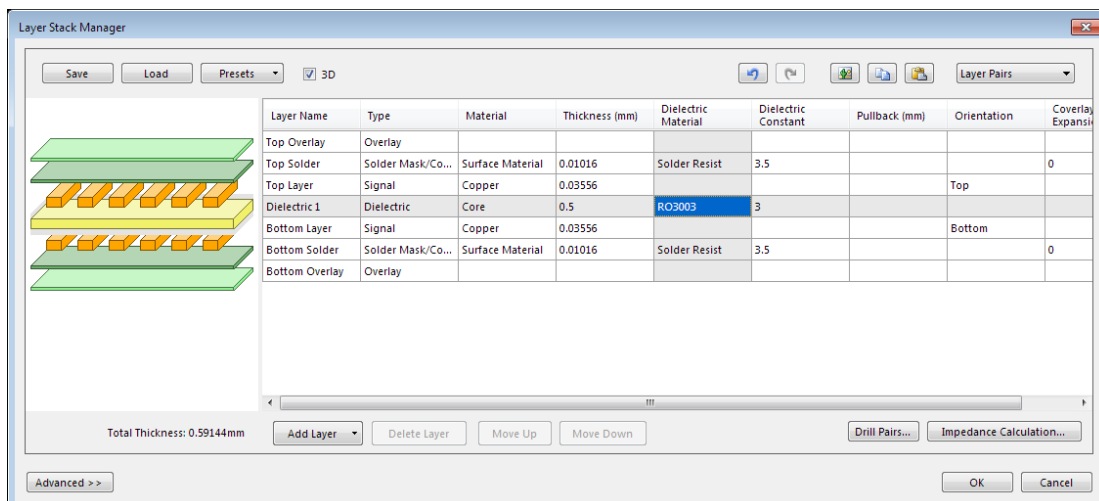 Layer Stack Manager
Save Load Presets 3D Layer Pairs
Layer Name Type Material Thickness (mm) Dielectric Material Dielectric Constant Pullback (mm) Orientation Coverlay Expansi
Top Overlay Overlay
Top Solder Solder Mask/Co... Surface Material 0.01016 Solder Resist 3.5 0
Top Layer Signal Copper 0.03556 Top
Dielectric 1 Dielectric Core 0.5 RO3003 3
Bottom Layer Signal Copper 0.03556 Bottom
Bottom Solder Solder Mask/Co... Surface Material 0.01016 Solder Resist 3.5 0
Bottom Overlay Overlay
Total Thickness: 0.59144mm Add Layer Delete Layer Move Up Move Down Drill Pairs... Impedance Calculation...
Advanced >> OK Cancel